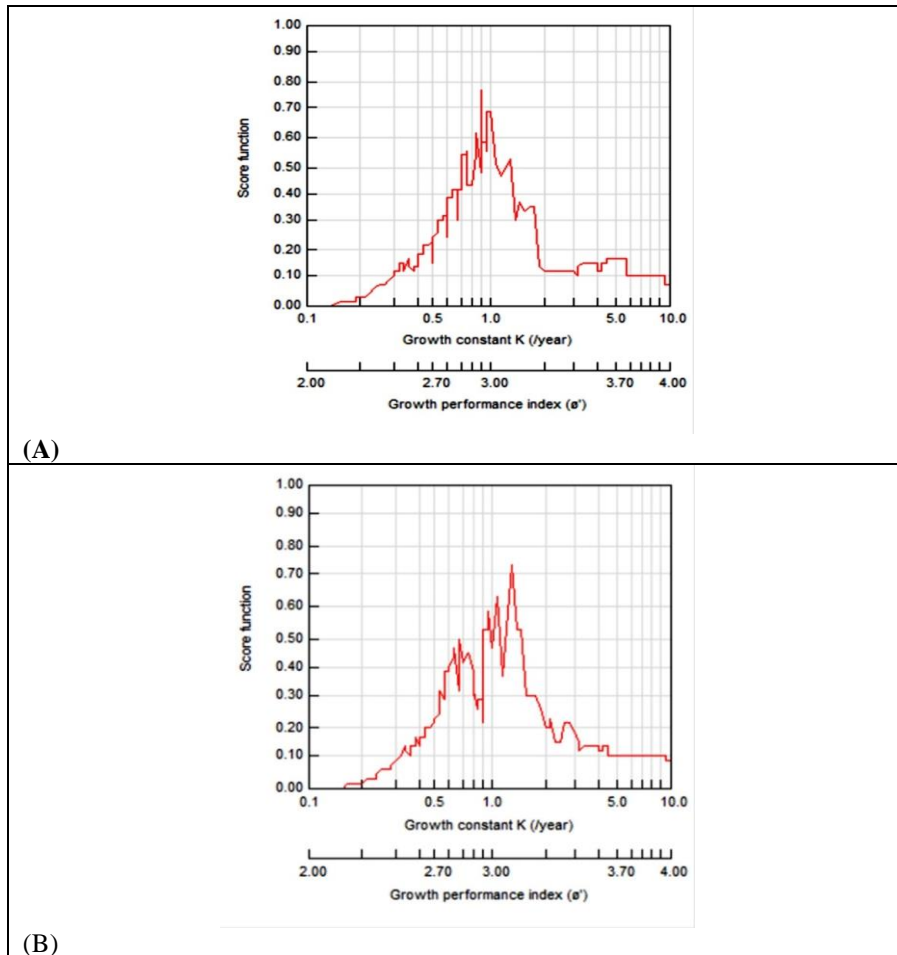 1.00
0.90
0.80
0.70
0.60
0.50
0.40
0.30
0.20
0.10
0.00
Score function
0.1 0.5 1.0 5.0 10.0
Growth constant K (/year)
2.00 2.70 3.00 3.70 4.00
Growth performance index (ø')
(A)
1.00
0.90
0.80
0.70
0.60
0.50
0.40
0.30
0.20
0.10
0.00
Score function
0.1 0.5 1.0 5.0 10.0
Growth constant K (/year)
2.00 2.70 3.00 3.70 4.00
Growth performance index (ø')
(B)